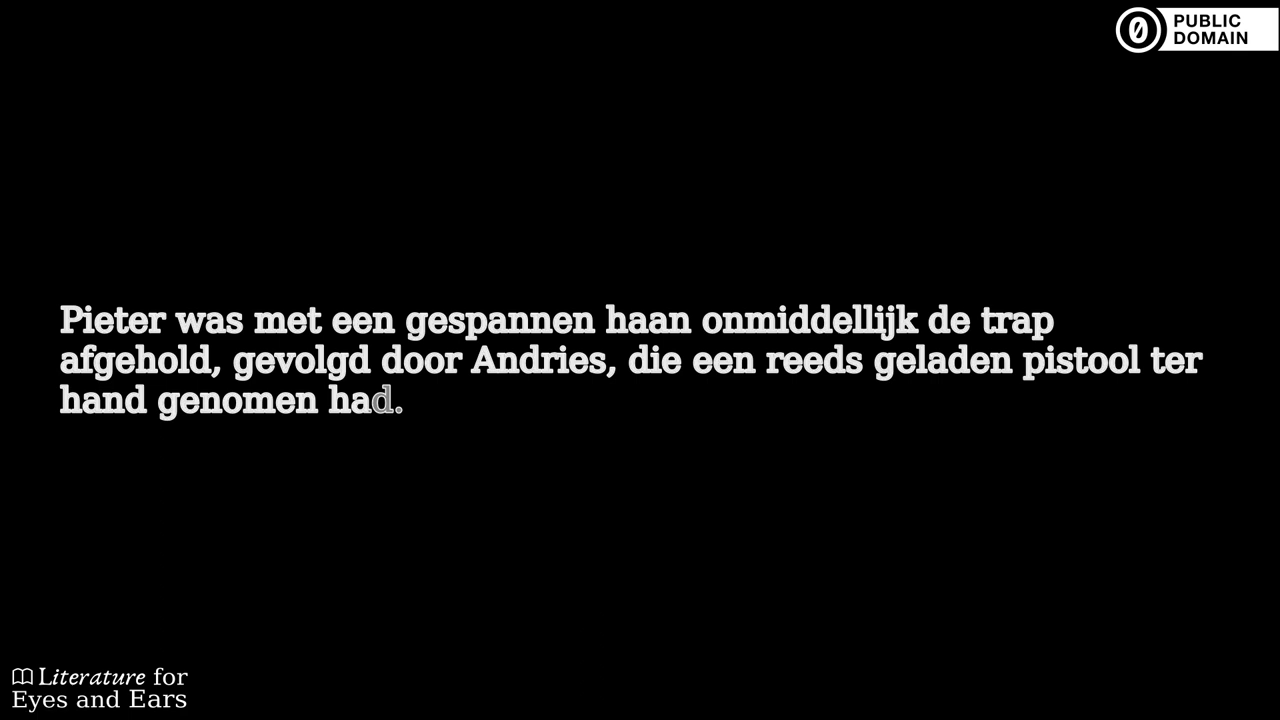 PUBLIC
DOMAIN
Pieter was met een gespannen haan onmiddellijk de trap
afgehold, gevolgd door Andries, die een reeds geladen pistool ter
hand genomen had.
Literature for
Eyes and Ears